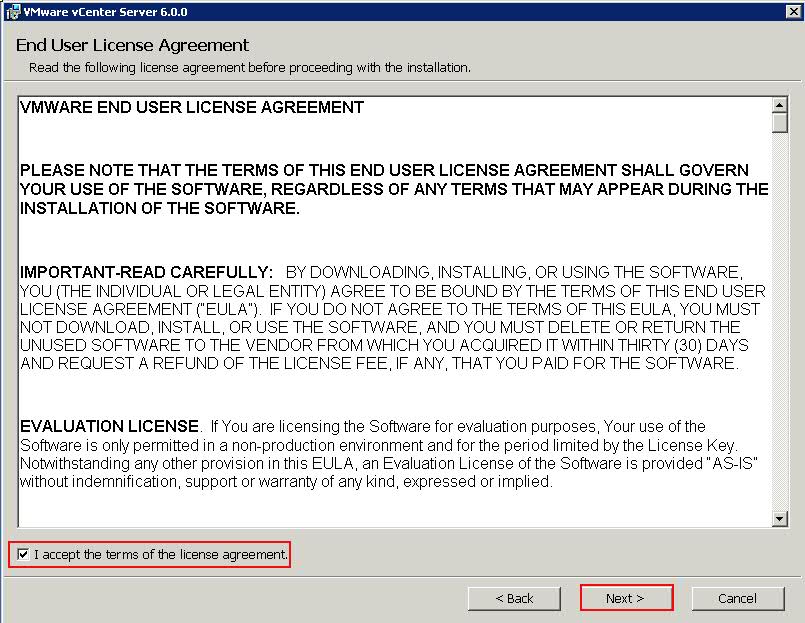 VMware vCenter Server 6.0.0
End User License Agreement
Read the following license agreement before proceeding with the installation.
VMWARE END USER LICENSE AGREEMENT
PLEASE NOTE THAT THE TERMS OF THIS END USER LICENSE AGREEMENT SHALL GOVERN
YOUR USE OF THE SOFTWARE, REGARDLESS OF ANY TERMS THAT MAY APPEAR DURING THE
INSTALLATION OF THE SOFTWARE.
IMPORTANT-READ CAREFULLY: BY DOWNLOADING, INSTALLING, OR USING THE SOFTWARE,
YOU (THE INDIVIDUAL OR LEGAL ENTITY) AGREE TO BE BOUND BY THE TERMS OF THIS END USER
LICENSE AGREEMENT ("EULA"). IF YOU DO NOT AGREE TO THE TERMS OF THIS EULA, YOU MUST
NOT DOWNLOAD, INSTALL, OR USE THE SOFTWARE, AND YOU MUST DELETE OR RETURN THE
UNUSED SOFTWARE TO THE VENDOR FROM WHICH YOU ACQUIRED IT WITHIN THIRTY (30) DAYS
AND REQUEST A REFUND OF THE LICENSE FEE, IF ANY, THAT YOU PAID FOR THE SOFTWARE.
EVALUATION LICENSE. If You are licensing the Software for evaluation purposes, Your use of the
Software is only permitted in a non-production environment and for the period limited by the License Key.
Notwithstanding any other provision in this EULA, an Evaluation License of the Software is provided "AS-IS"
without indemnification, support or warranty of any kind, expressed or implied.
I accept the terms of the license agreement.
< Back
Next >
Cancel